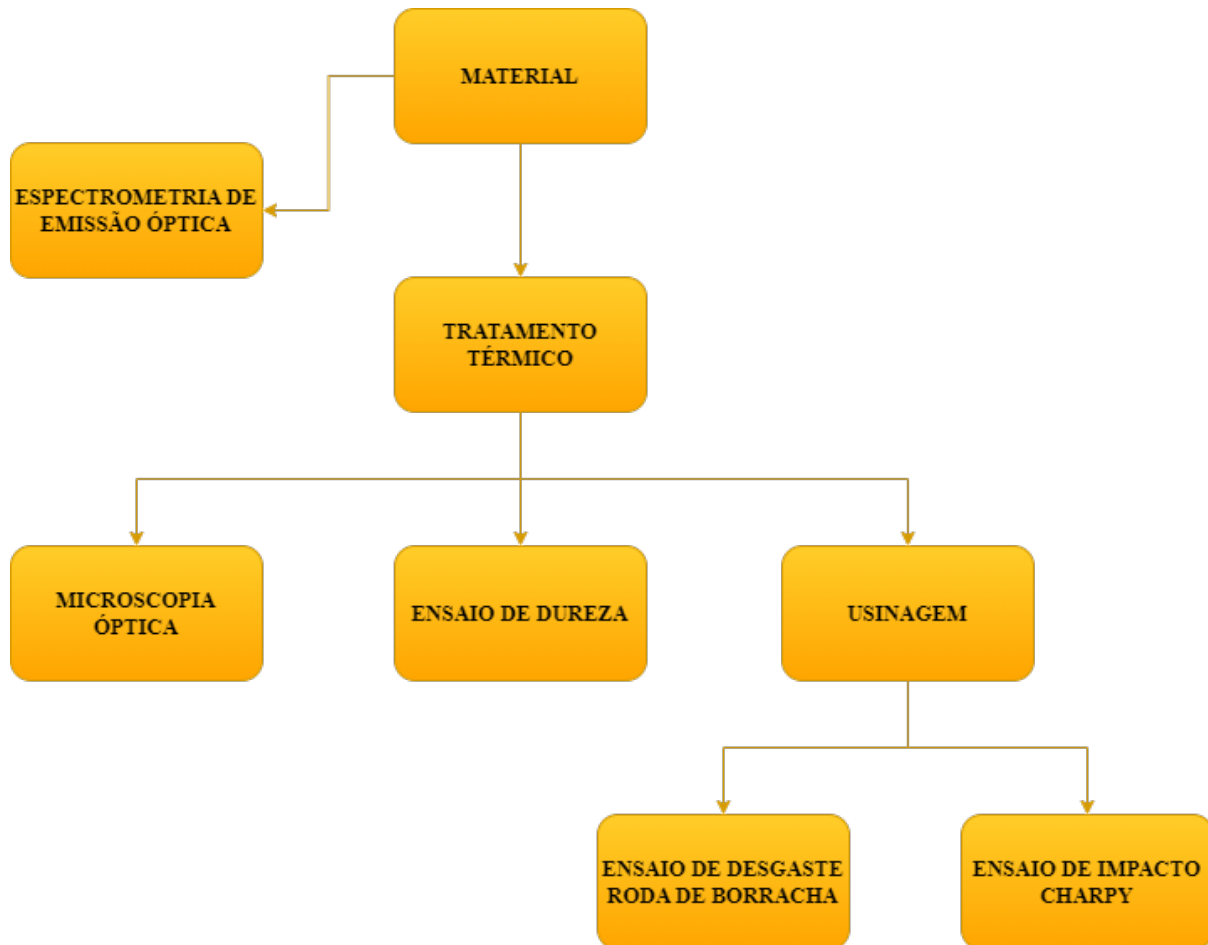 MATERIAL
ESPECTROMETRIA DE
EMISSÃO ÓPTICA
TRATAMENTO
TÉRMICO
MICROSCOPIA
ÓPTICA
ENSAIO DE DUREZA
USINAGEM
ENSAIO DE DESGASTE
RODA DE BORRACHA
ENSAIO DE IMPACTO
CHARPY